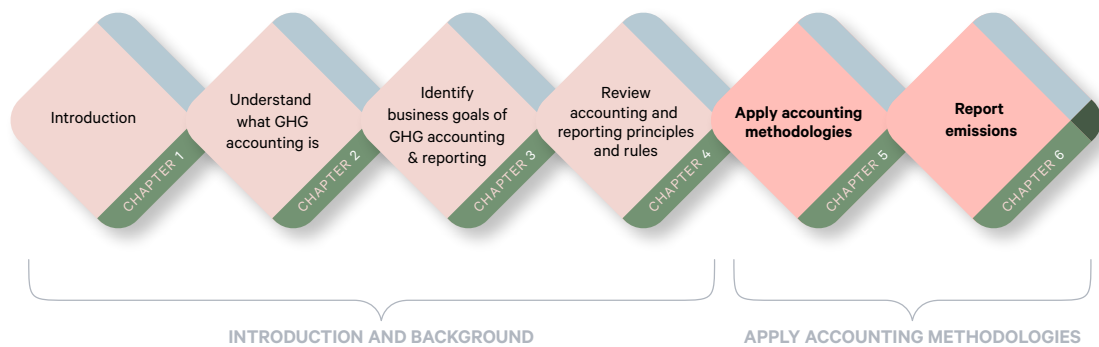 Introduction
CHAPTER 1
Understand
what GHG
accounting is
CHAPTER 2
Identify
business goals of
GHG accounting
& reporting
CHAPTER 3
Review
accounting and
reporting principles
and rules
CHAPTER 4
Apply accounting
methodologies
CHAPTER 5
Report
emissions
CHAPTER 6
INTRODUCTION AND BACKGROUND
APPLY ACCOUNTING METHODOLOGIES